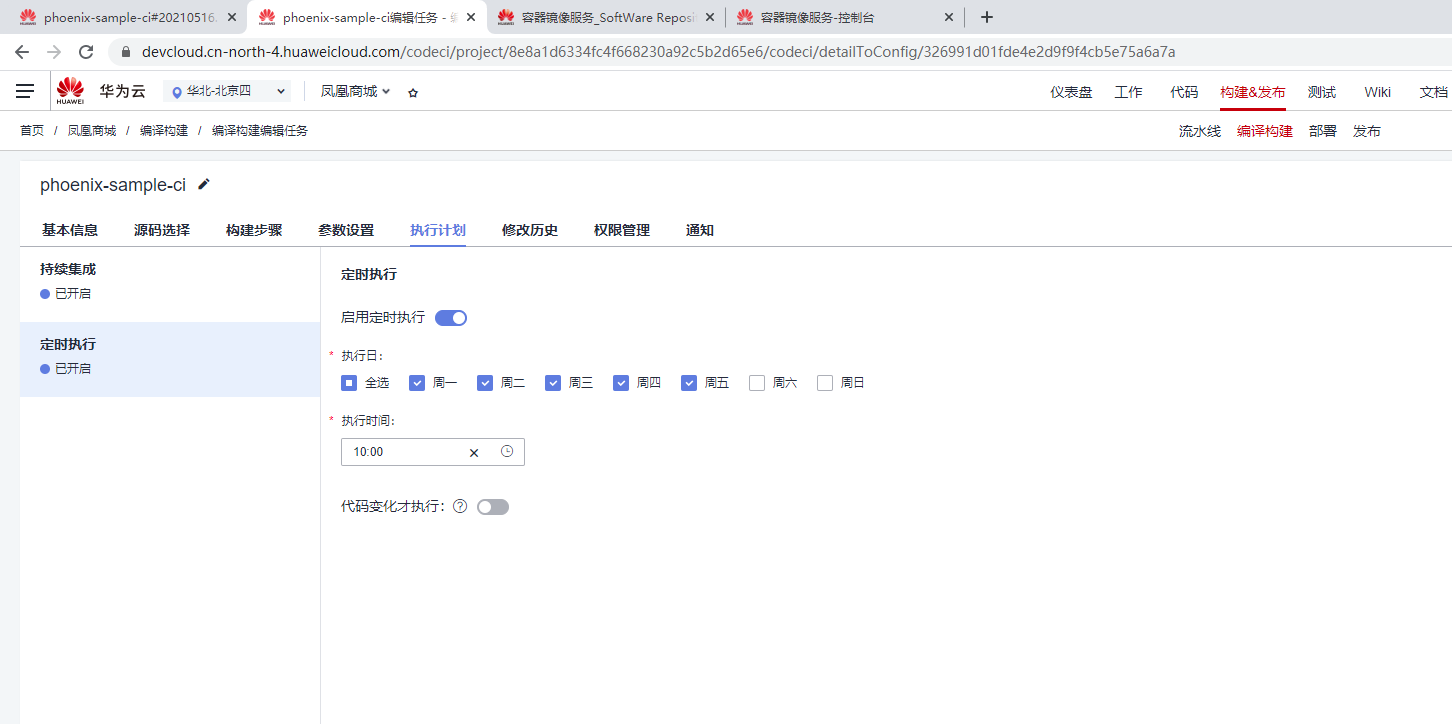 phoenix-sample-ci#20210516.
phoenix-sample-ci编辑任务 - 编
容器镜像服务_SoftWare Reposi
容器镜像服务-控制台
devcloud.cn-north-4.huaweicloud.com/codeci/project/8e8a1d6334fc4f668230a92c5b2d65e6/codeci/detailToConfig/326991d01fde4e2d9f9f4cb5e75a6a7a
HUAWEI 华为云 华北-北京四 凤凰商城 仪表盘 工作 代码 构建&发布 测试 Wiki 文档
首页 / 凤凰商城 / 编译构建 / 编译构建编辑任务 流水线 编译构建 部署 发布
phoenix-sample-ci
基本信息 源码选择 构建步骤 参数设置 执行计划 修改历史 权限管理 通知
持续集成
已开启
定时执行
已开启
定时执行
启用定时执行
* 执行日:
全选 周一 周二 周三 周四 周五 周六 周日
* 执行时间:
10:00
代码变化才执行: ?